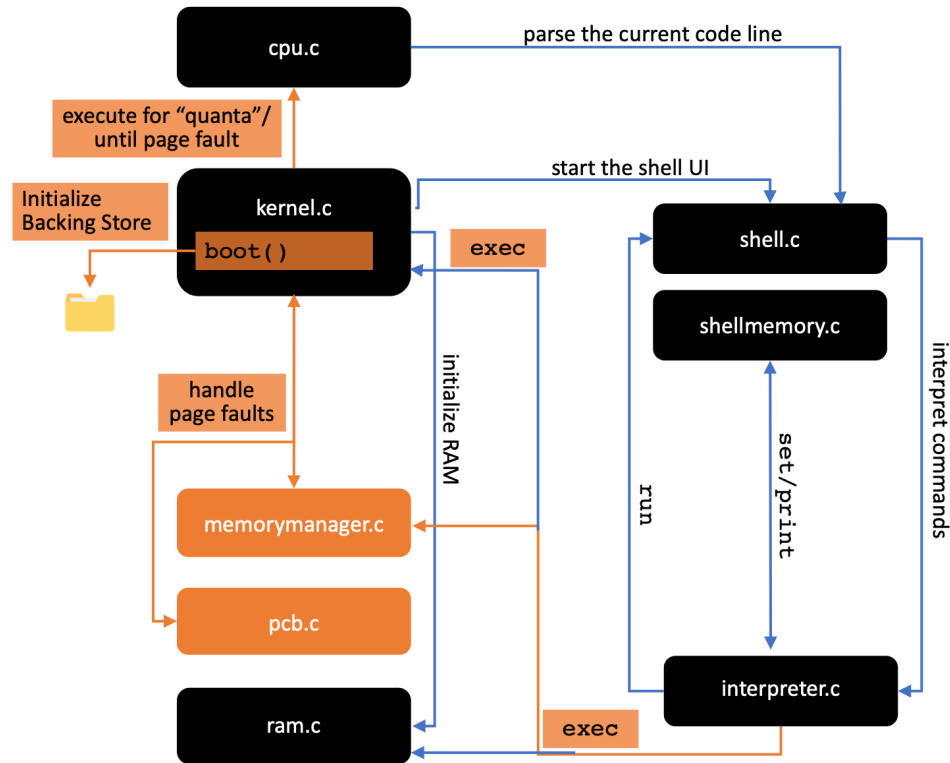 cpu.c
parse the current code line
execute for “quanta”/
until page fault
start the shell UI
Initialize
Backing Store
kernel.c
boot()
exec
shell.c
shellmemory.c
handle
page faults
initialize RAM
interpret commands
set/print
run
memorymanager.c
pcb.c
interpreter.c
ram.c
exec